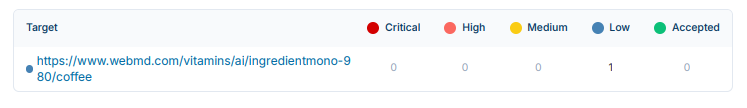 Target Critical High Medium Low Accepted
https://www.webmd.com/vitamins/ai/ingredientmono-9
80/coffee
0 0 0 1 0